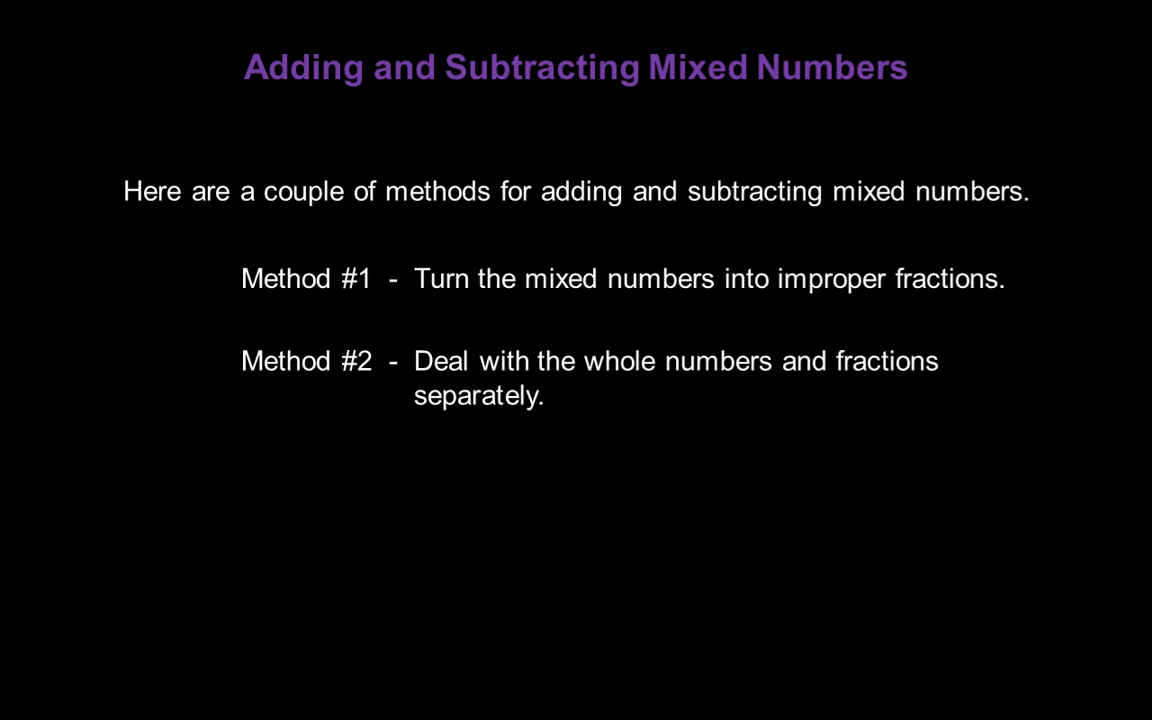 Adding and Subtracting Mixed Numbers
Here are a couple of methods for adding and subtracting mixed numbers.
Method #1 - Turn the mixed numbers into improper fractions.
Method #2 - Deal with the whole numbers and fractions
separately.